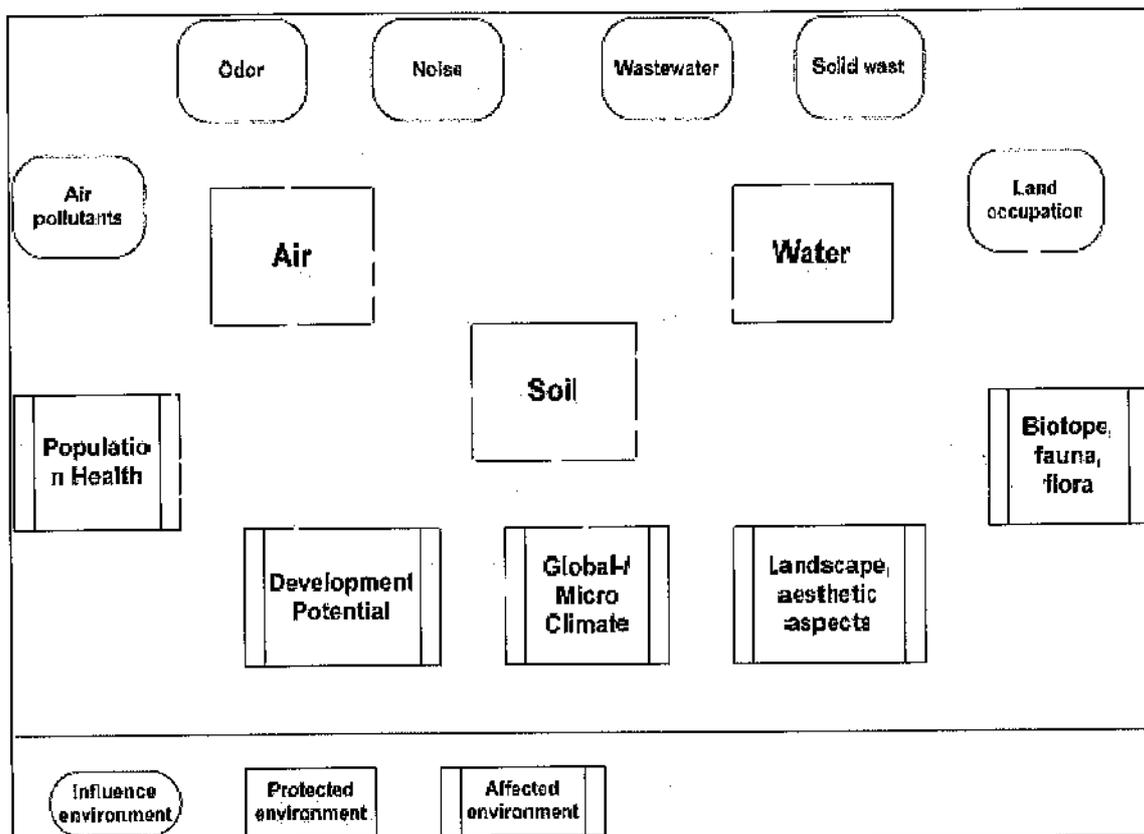 Odor
Noise
Wastewater
Solid wast
Air
pollutants
Land
occupation
Air
Water
Soil
Populatio
n Health
Biotope,
fauna,
flora
Development
Potential
Global-/
Micro
Climate
Landscape,
aesthetic
aspects
Influence
environment
Protected
environment
Affected
environment